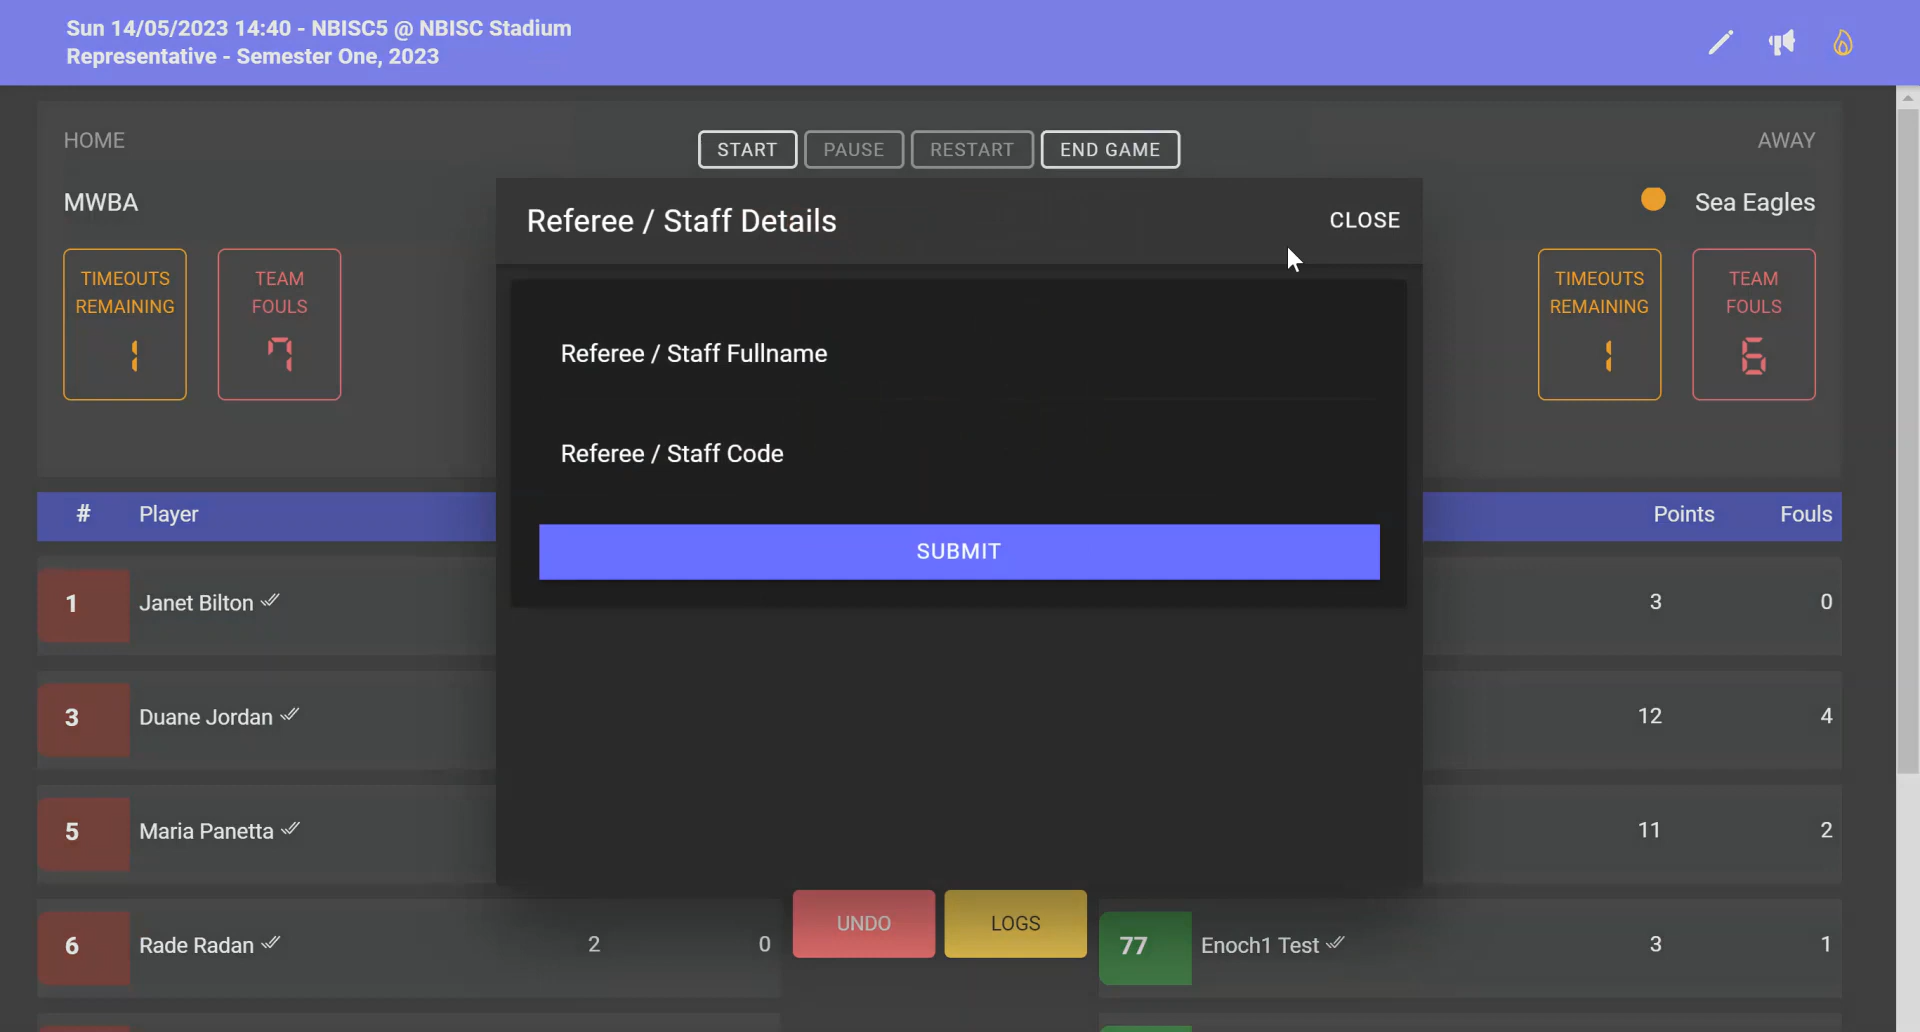 Sun 14/05/2023 14:40 - NBISC5 @ NBISC Stadium
Representative - Semester One, 2023
HOME
START
PAUSE
RESTART
END GAME
AWAY
MWBA
Sea Eagles
Referee / Staff Details
CLOSE
TIMEOUTS
REMAINING
1
TEAM
FOULS
7
TIMEOUTS
REMAINING
1
TEAM
FOULS
6
Referee / Staff Fullname
Referee / Staff Code
SUBMIT
# Player
Points Fouls
1 Janet Bilton
3 0
3 Duane Jordan
12 4
5 Maria Panetta
11 2
6 Rade Radan 2 0
UNDO
LOGS
77 Enoch1 Test 3 1